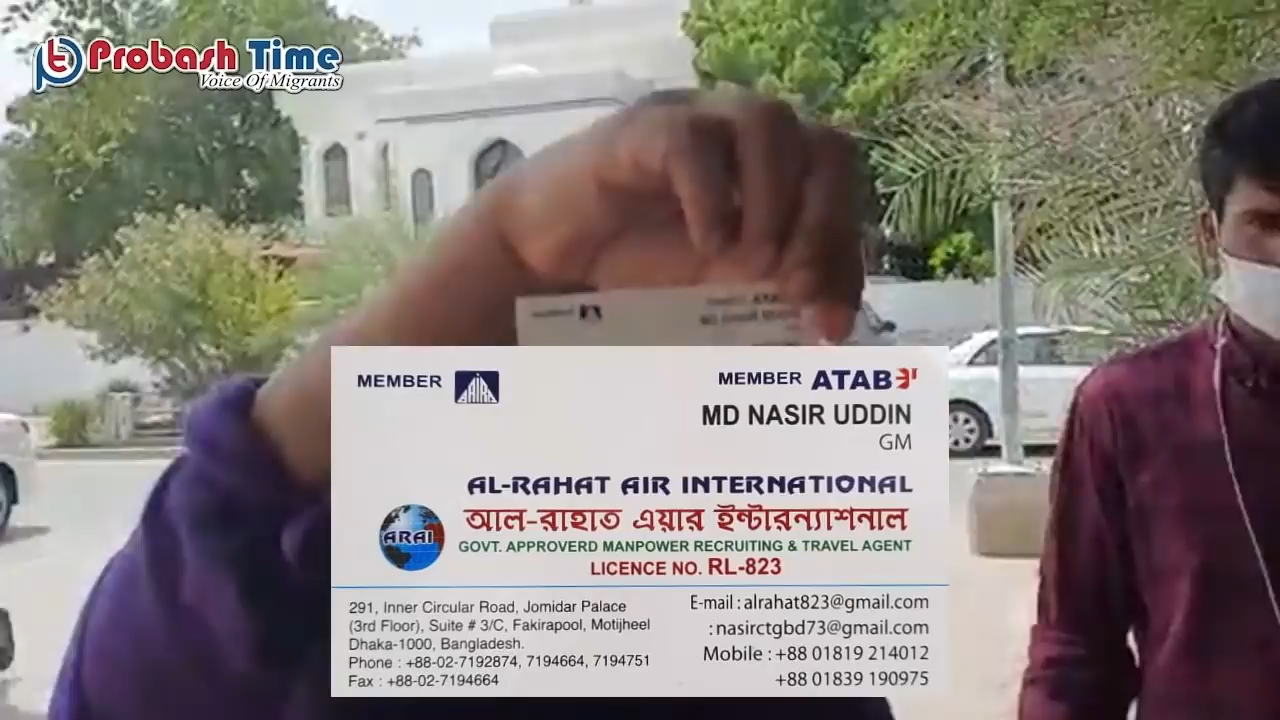 Probash Time
Voice Of Migrants
MEMBER
BAIRA
MEMBER ATAB
MD NASIR UDDIN
GM
AL-RAHAT AIR INTERNATIONAL
আল-রাহাত এয়ার ইন্টারন্যাশনাল
ARAI
GOVT. APPROVERD MANPOWER RECRUITING & TRAVEL AGENT
LICENCE NO. RL-823
291, Inner Circular Road, Jomidar Palace
(3rd Floor), Suite # 3/C, Fakirapool, Motijheel
Dhaka-1000, Bangladesh.
Phone : +88-02-7192874, 7194664, 7194751
Fax : +88-02-7194664
E-mail : alrahat823@gmail.com
: nasirctgbd73@gmail.com
Mobile : +88 01819 214012
+88 01839 190975